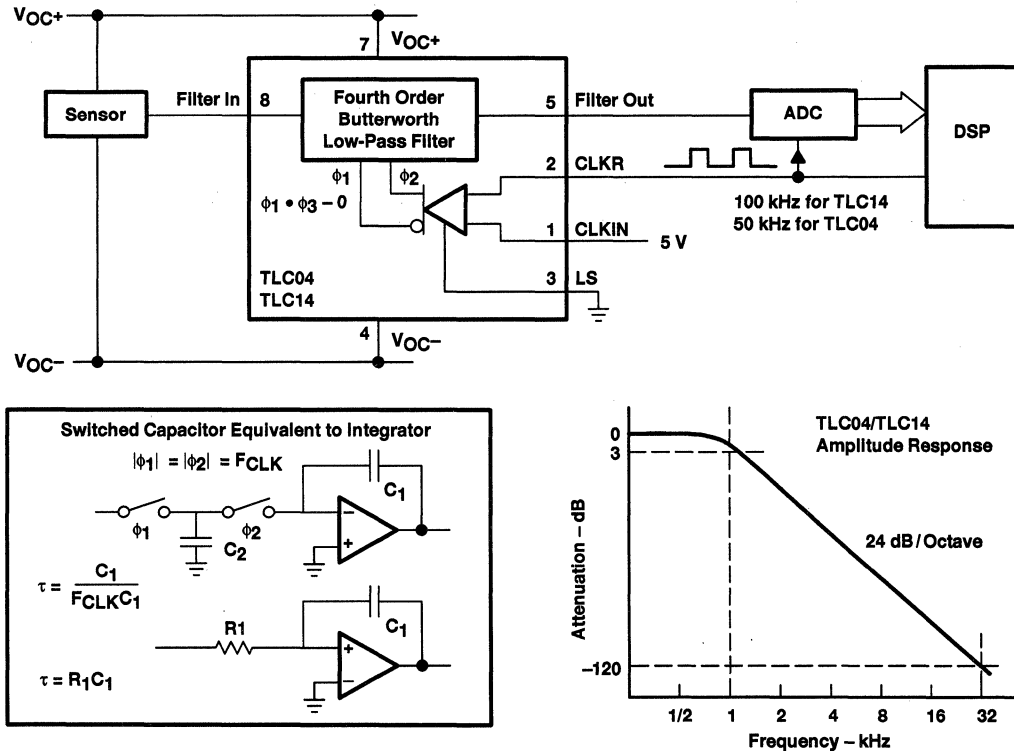 VOC+
7
VOC+
Sensor
Filter In
8
Fourth Order
Butterworth
Low-Pass Filter
5
Filter Out
ADC
DSP
ϕ1
ϕ2
ϕ1 • ϕ3 – 0
2
CLKR
100 kHz for TLC14
50 kHz for TLC04
1
CLKIN
5 V
3
LS
TLC04
TLC14
4
VOC–
VOC–
Switched Capacitor Equivalent to Integrator
|ϕ1| = |ϕ2| = FCLK
C1
–
+
ϕ1
ϕ2
C2
τ = C1 / FCLKC1
R1
C1
+
–
τ = R1C1
TLC04/TLC14
Amplitude Response
0
3
24 dB/Octave
Attenuation – dB
–120
1/2 1 2 4 8 16 32
Frequency – kHz